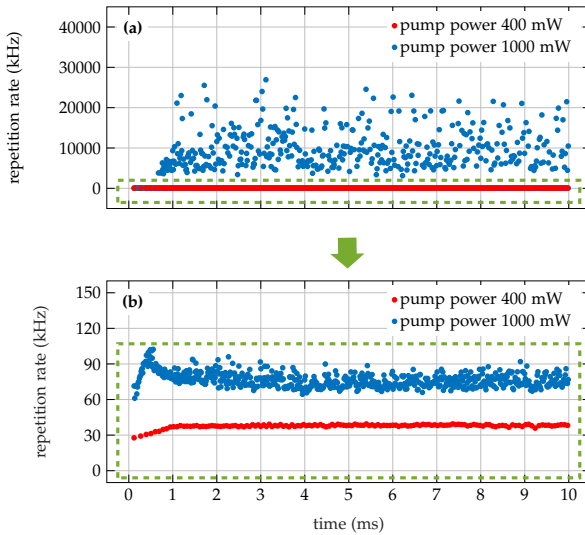 (a)
pump power 400 mW
pump power 1000 mW
40000
30000
20000
10000
0
repetition rate (kHz)
(b)
pump power 400 mW
pump power 1000 mW
150
120
90
60
30
0
repetition rate (kHz)
0 1 2 3 4 5 6 7 8 9 10
time (ms)